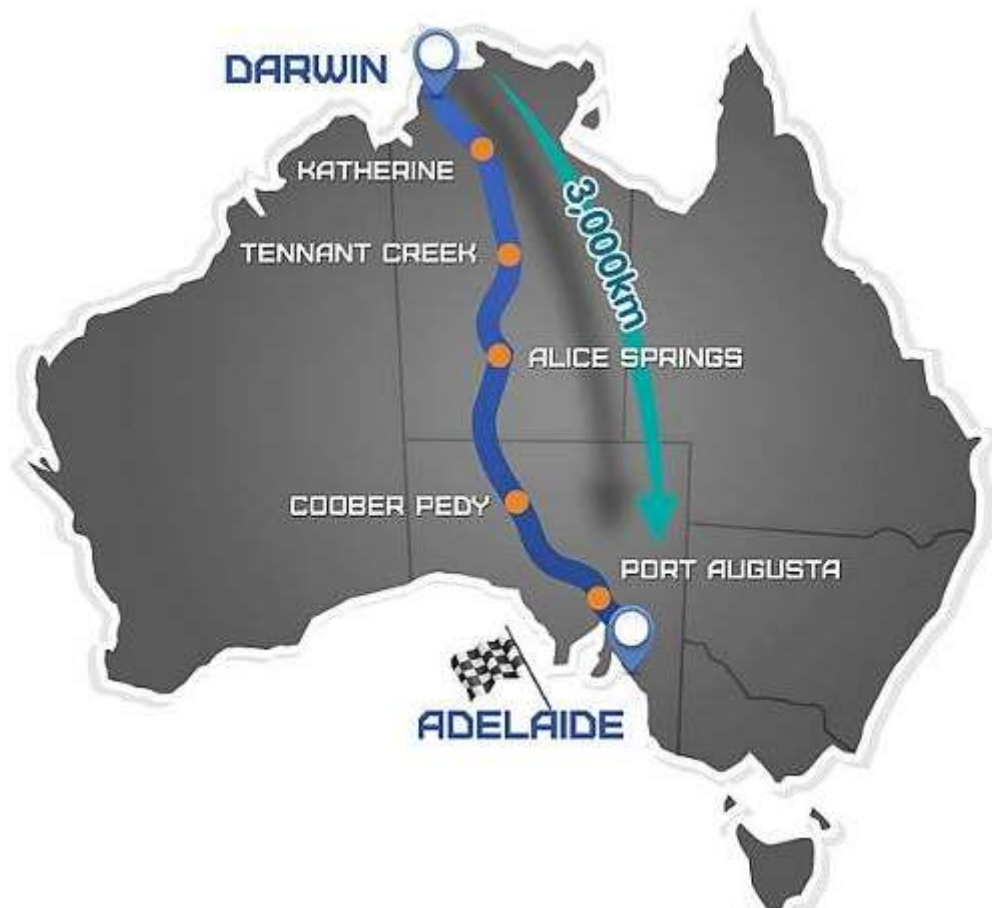 DARWIN
KATHERINE
3,000km
TENNANT CREEK
ALICE SPRINGS
COOBER PEDY
PORT AUGUSTA
ADELAIDE